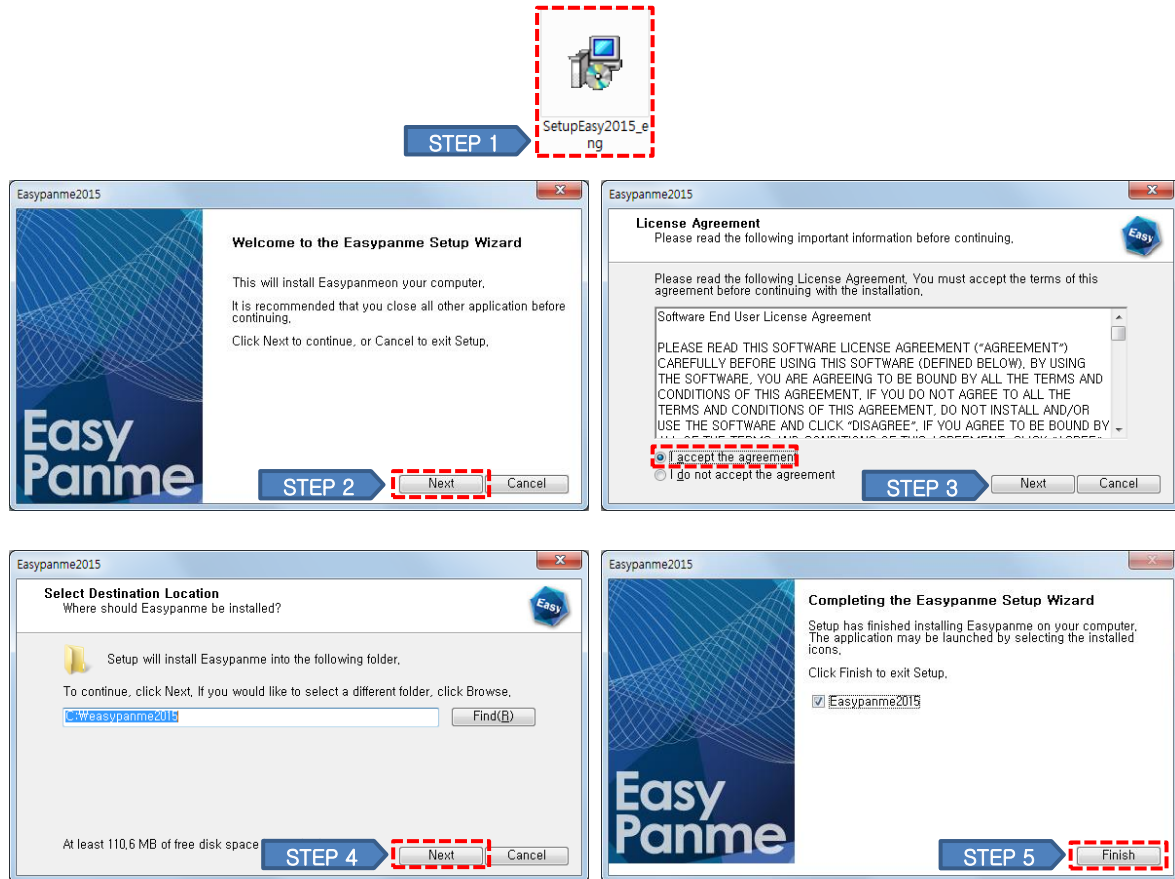 SetupEasy2015_e
ng
STEP 1
Easypanme2015
Welcome to the Easypanme Setup Wizard
This will install Easypanmeon your computer,
It is recommended that you close all other application before
continuing,
Click Next to continue, or Cancel to exit Setup,
Easy
Panme
STEP 2
Next
Cancel
Easypanme2015
License Agreement
Please read the following important information before continuing,
Easy
Please read the following License Agreement, You must accept the terms of this
agreement before continuing with the installation,
Software End User License Agreement
PLEASE READ THIS SOFTWARE LICENSE AGREEMENT ("AGREEMENT")
CAREFULLY BEFORE USING THIS SOFTWARE (DEFINED BELOW), BY USING
THE SOFTWARE, YOU ARE AGREEING TO BE BOUND BY ALL THE TERMS AND
CONDITIONS OF THIS AGREEMENT, IF YOU DO NOT AGREE TO ALL THE
TERMS AND CONDITIONS OF THIS AGREEMENT, DO NOT INSTALL AND/OR
USE THE SOFTWARE AND CLICK "DISAGREE", IF YOU AGREE TO BE BOUND BY
I accept the agreement
I do not accept the agreement
STEP 3
Next
Cancel
Easypanme2015
Select Destination Location
Where should Easypanme be installed?
Easy
Setup will install Easypanme into the following folder,
To continue, click Next, If you would like to select a different folder, click Browse,
C:₩easypanme2015
Find(R)
At least 110,6 MB of free disk space
STEP 4
Next
Cancel
Easypanme2015
Completing the Easypanme Setup Wizard
Setup has finished installing Easypanme on your computer,
The application may be launched by selecting the installed
icons,
Click Finish to exit Setup,
Easypanme2015
Easy
Panme
STEP 5
Finish